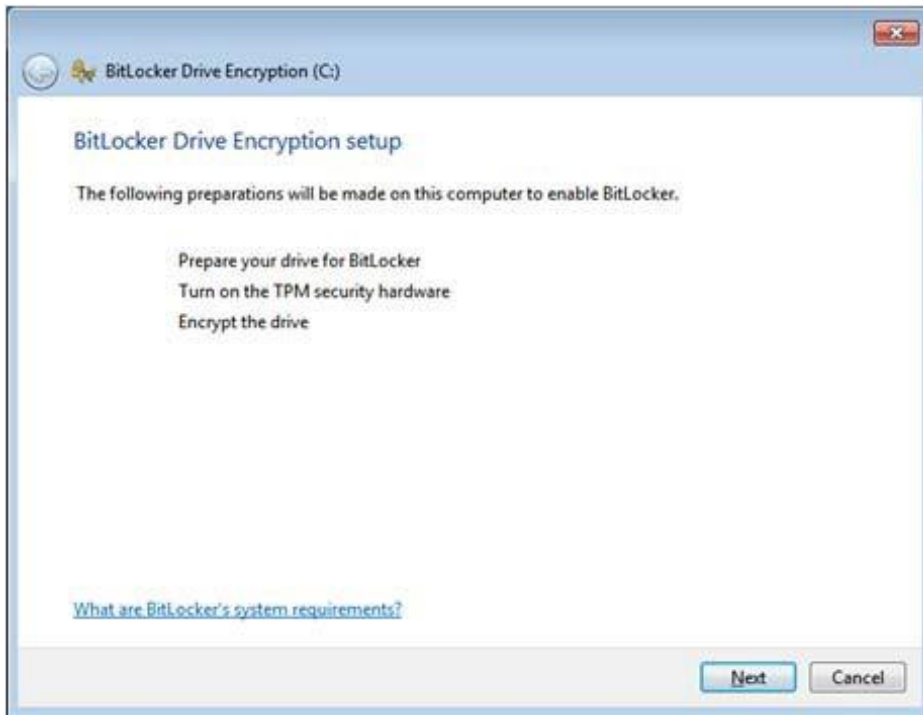 BitLocker Drive Encryption (C:)
BitLocker Drive Encryption setup
The following preparations will be made on this computer to enable BitLocker.
Prepare your drive for BitLocker
Turn on the TPM security hardware
Encrypt the drive
What are BitLocker's system requirements?
Next
Cancel